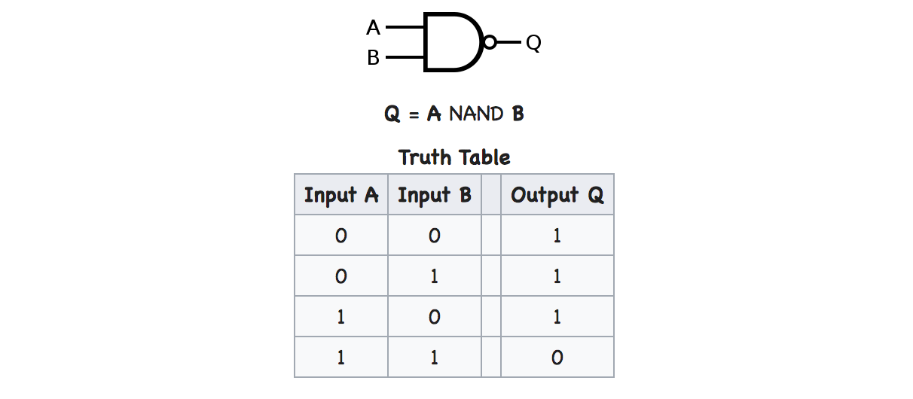 A
B
Q
Q = A NAND B
Truth Table
Input A Input B Output Q
0 0 1
0 1 1
1 0 1
1 1 0